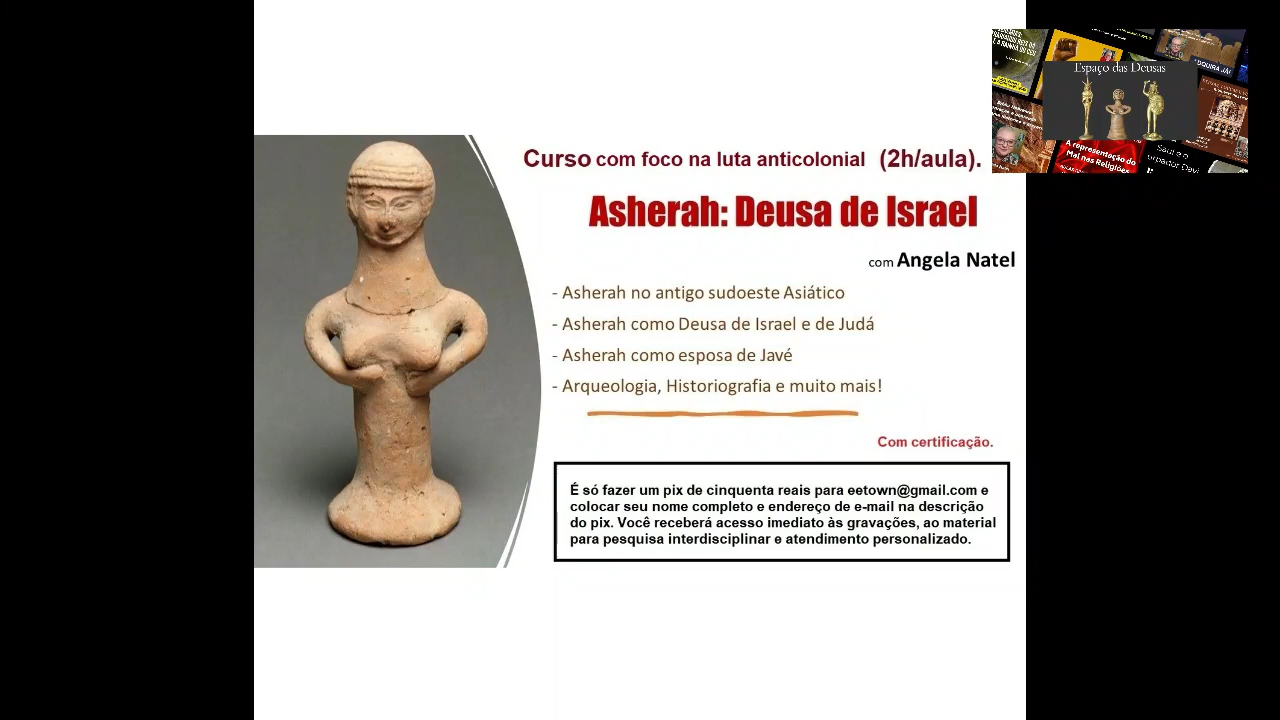 Curso com foco na luta anticolonial (2h/aula).
Asherah: Deusa de Israel
com Angela Natel
- Asherah no antigo sudoeste Asiático
- Asherah como Deusa de Israel e de Judá
- Asherah como esposa de Javé
- Arqueologia, Historiografia e muito mais!
Com certificação.
É só fazer um pix de cinquenta reais para eetown@gmail.com e
colocar seu nome completo e endereço de e-mail na descrição
do pix. Você receberá acesso imediato às gravações, ao material
para pesquisa interdisciplinar e atendimento personalizado.
Espaço das Deusas
A representação do
Mal nas Religiões
Saul e o